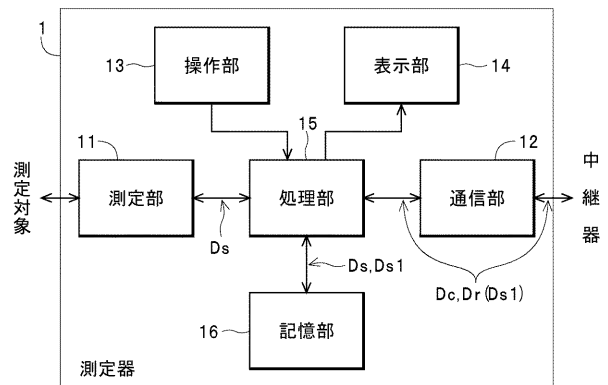 1
13
操作部
表示部
14
15
11
12
測定対象
測定部
処理部
通信部
中継器
Ds
Ds,Ds1
Dc,Dr(Ds1)
16
記憶部
測定器